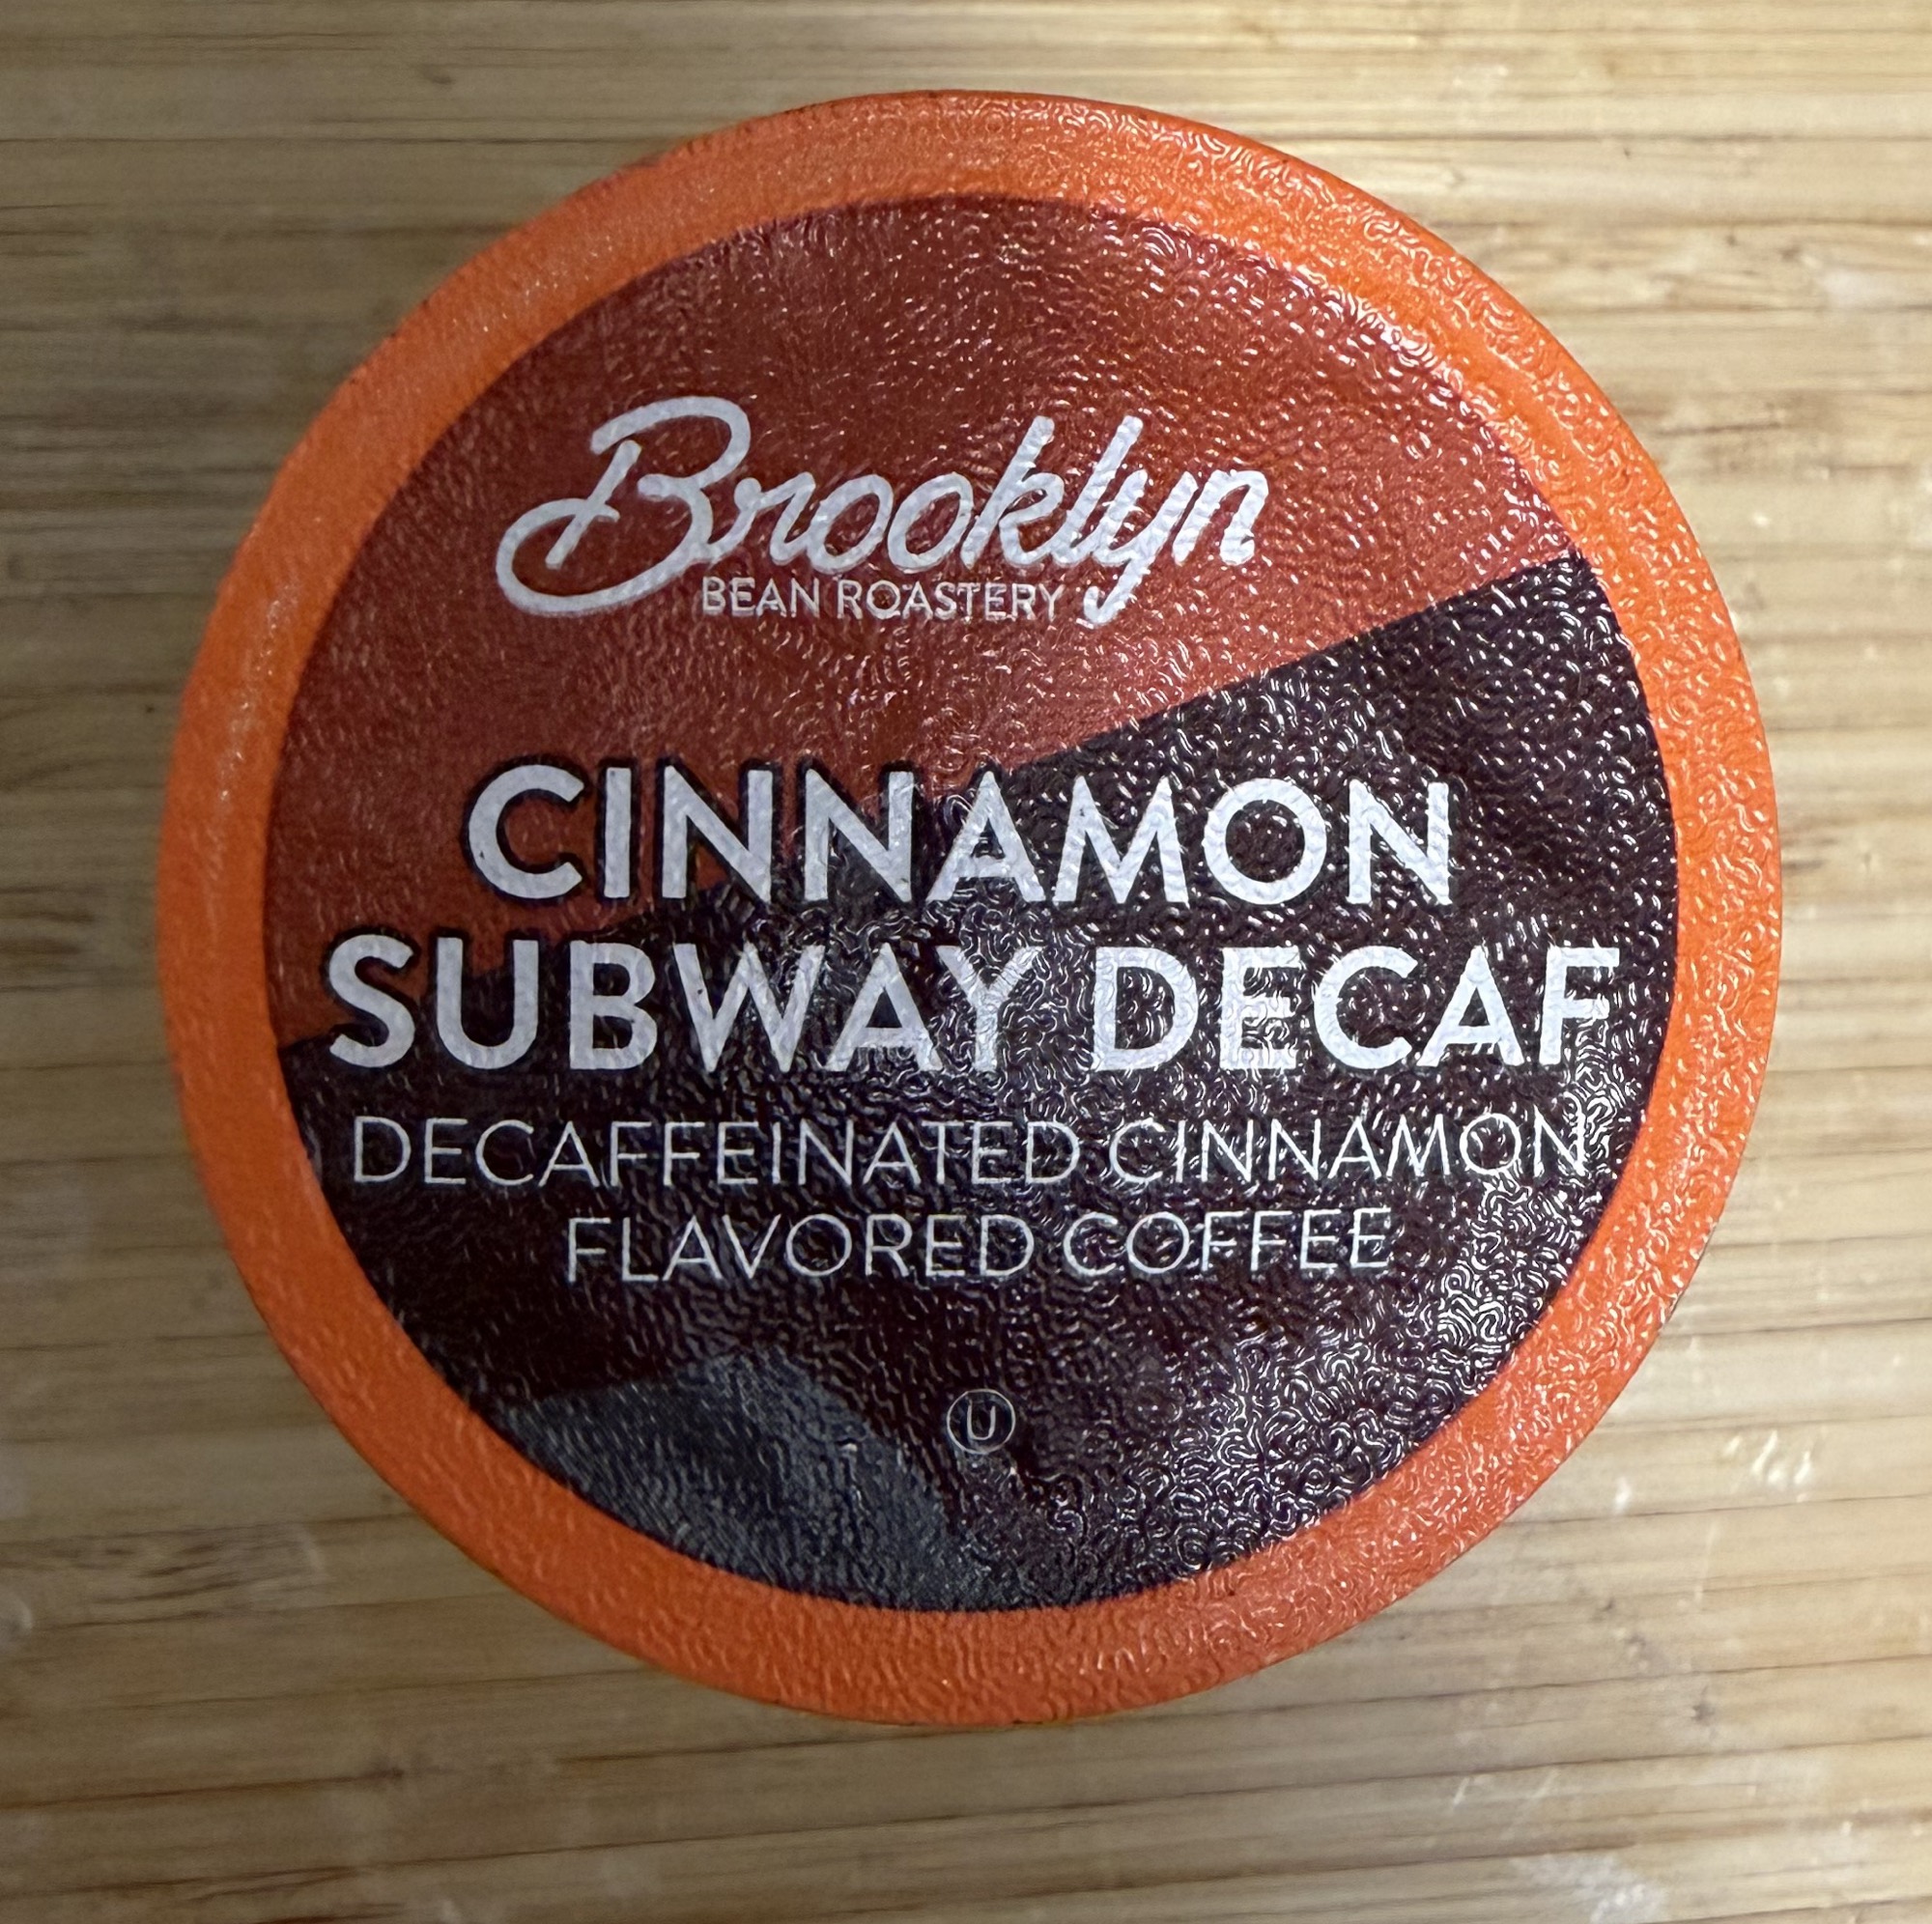 Brooklyn
BEAN ROASTERY
CINNAMON
SUBWAY DECAF
DECAFFEINATED CINNAMON
FLAVORED COFFEE
U